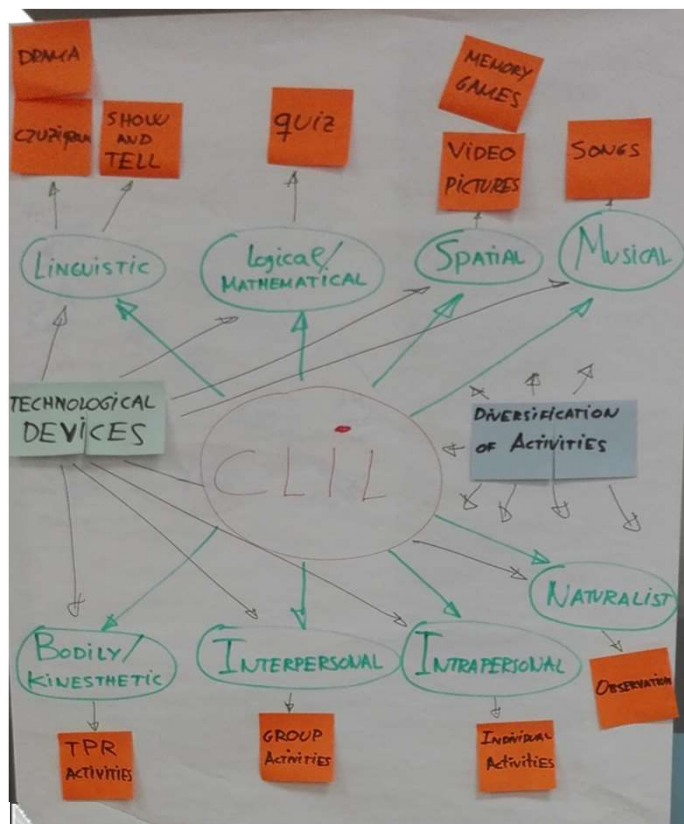 DRAMA
SHOW
AND
TELL
QUIZ
MEMORY
GAMES
VIDEO
PICTURES
SONGS
LINGUISTIC
Logical/
MATHEMATICAL
SPATIAL
MUSICAL
TECHNOLOGICAL
DEVICES
DIVERSIFICATION
OF ACTIVITIES
CLIL
NATURALIST
BODILY/
KINESTHETIC
INTERPERSONAL
INTRAPERSONAL
OBSERVATION
TPR
ACTIVITIES
GROUP
ACTIVITIES
INDIVIDUAL
ACTIVITIES